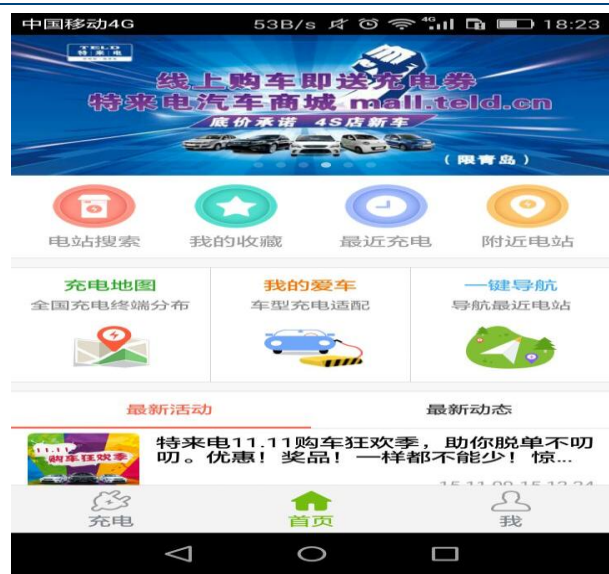 中国移动4G 53B/s 4G 18:23
TELD
特来电
线上购车即送充电券
特来电汽车商城 mall.teld.cn
底价承诺 4S店新车
(限青岛)
电站搜索 我的收藏 最近充电 附近电站
充电地图 我的爱车 一键导航
全国充电终端分布 车型充电适配 导航最近电站
最新活动 最新动态
11.11
购车狂欢季
特来电11.11购车狂欢季，助你脱单不叨
叨。优惠！奖品！一样都不能少！惊...
充电 首页 我